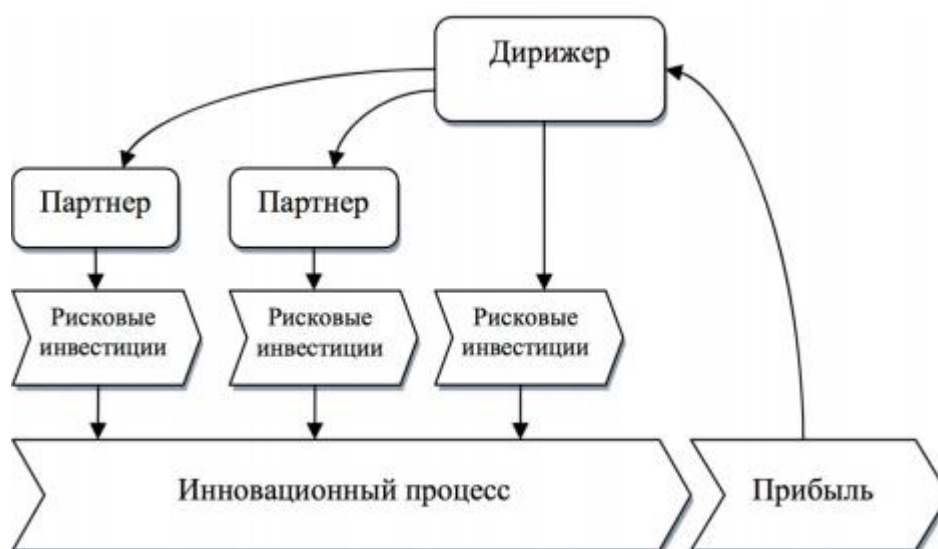 Дирижер
Партнер
Партнер
Рисковые
инвестиции
Рисковые
инвестиции
Рисковые
инвестиции
Инновационный процесс
Прибыль